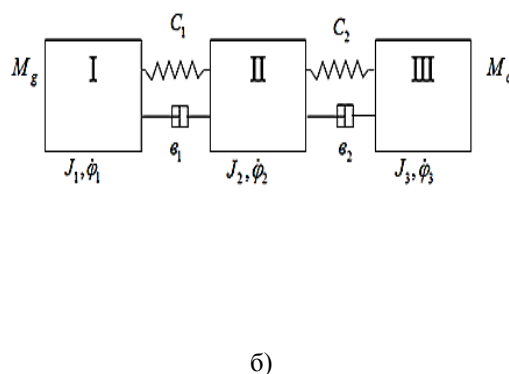 C₁ C₂
M_g I II III M_c
в₁ в₂
J₁,φ̇₁ J₂,φ̇₂ J₃,φ̇₃
б)